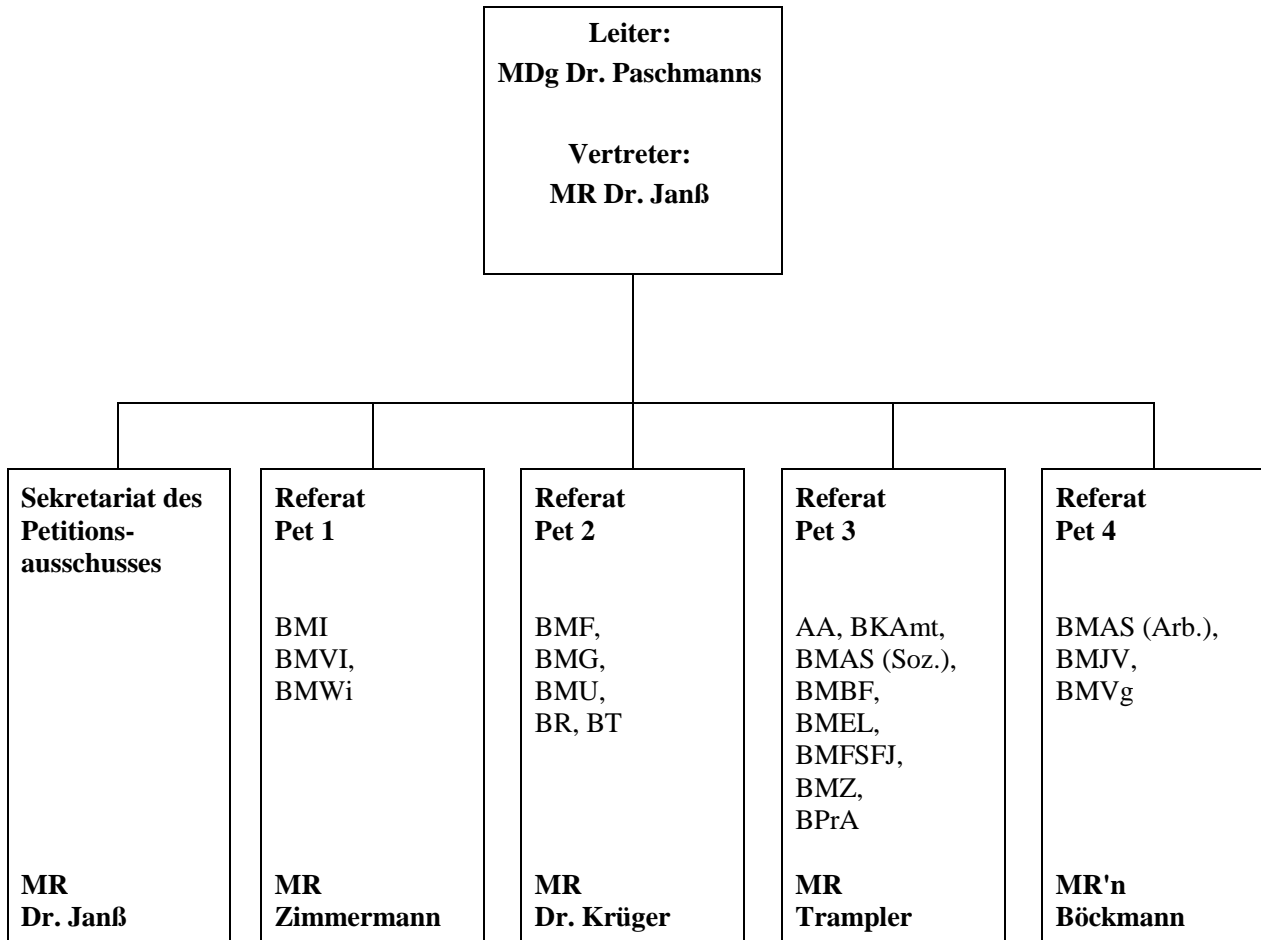 Leiter:
MDg Dr. Paschmanns
Vertreter:
MR Dr. Janß
Sekretariat des
Petitions-
ausschusses
MR
Dr. Janß
Referat
Pet 1
BMI
BMVI,
BMWi
MR
Zimmermann
Referat
Pet 2
BMF,
BMG,
BMU,
BR, BT
MR
Dr. Krüger
Referat
Pet 3
AA, BKAmt,
BMAS (Soz.),
BMBF,
BMEL,
BMFSFJ,
BMZ,
BPrA
MR
Trampler
Referat
Pet 4
BMAS (Arb.),
BMJV,
BMVg
MR'n
Böckmann